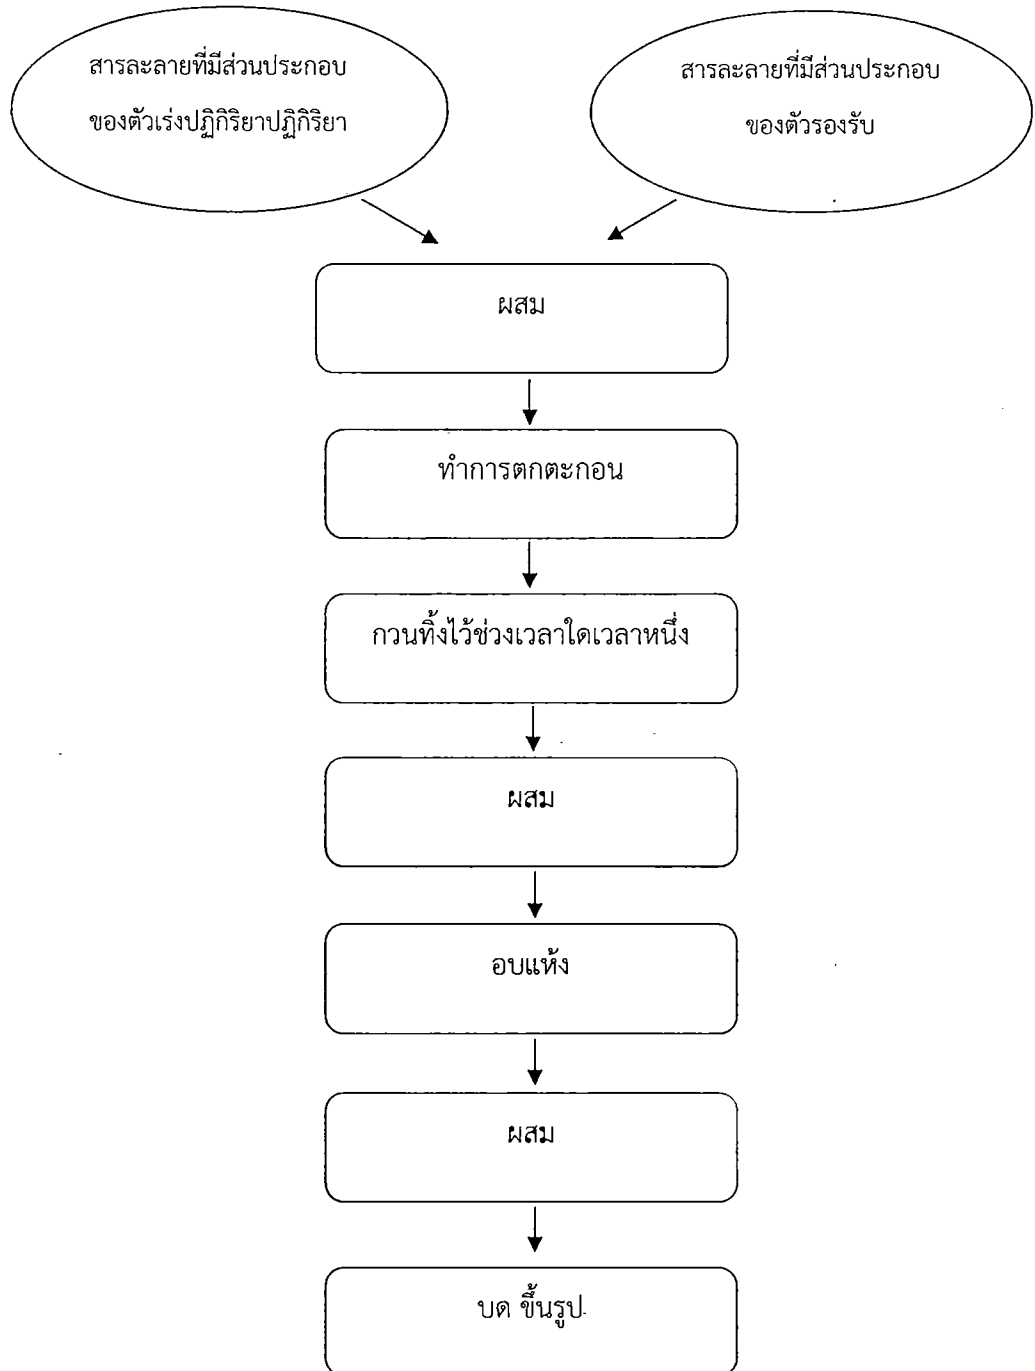 สารละลายที่มีส่วนประกอบ
ของตัวเร่งปฏิกิริยาปฏิกิริยา
สารละลายที่มีส่วนประกอบ
ของตัวรองรับ
ผสม
ทำการตกตะกอน
กวนทิ้งไว้ช่วงเวลาใดเวลาหนึ่ง
ผสม
อบแห้ง
ผสม
บด ขึ้นรูป